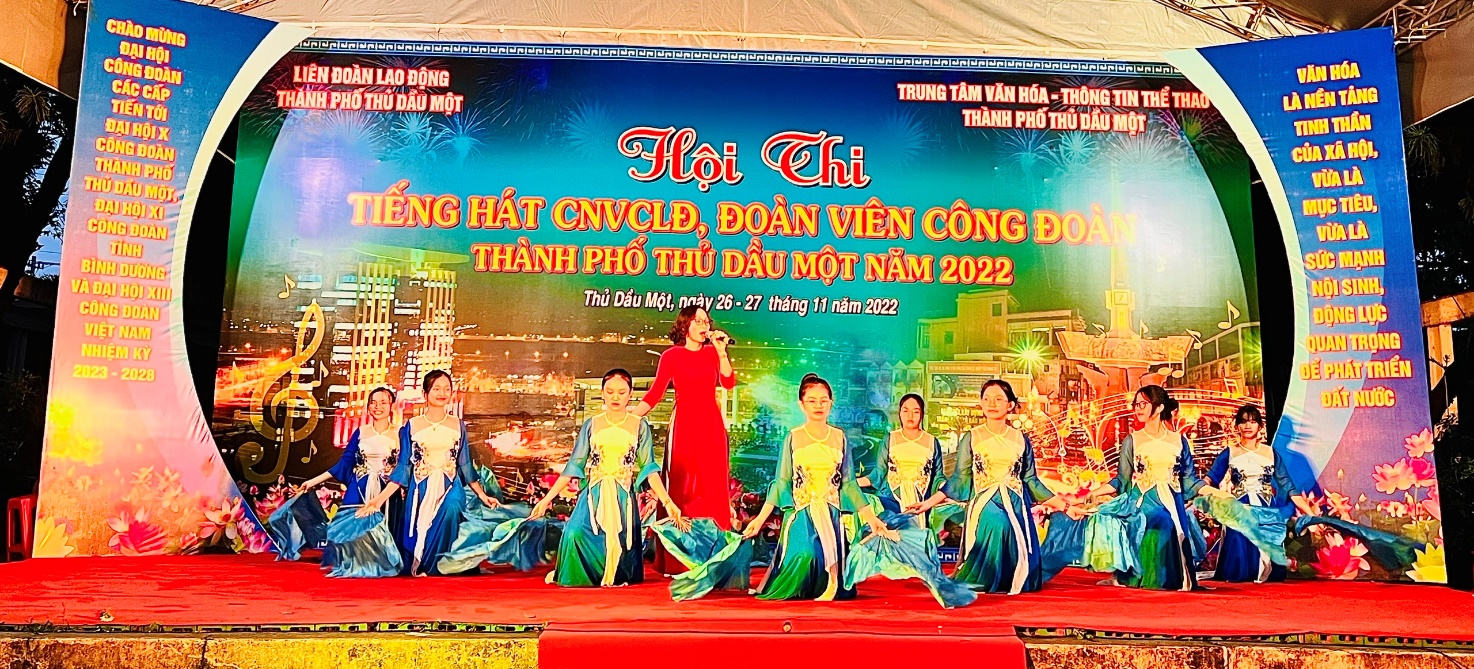 CHÀO MỪNG
ĐẠI HỘI
CÔNG ĐOÀN
CÁC CẤP
TIẾN TỚI
ĐẠI HỘI X
CÔNG ĐOÀN
THÀNH PHỐ
THỦ DẦU MỘT,
ĐẠI HỘI XI
CÔNG ĐOÀN
TỈNH
BÌNH DƯƠNG
VÀ ĐẠI HỘI XIII
CÔNG ĐOÀN
VIỆT NAM
NHIỆM KỲ
2023 - 2028
LIÊN ĐOÀN LAO ĐỘNG
THÀNH PHỐ THỦ DẦU MỘT
TRUNG TÂM VĂN HÓA - THÔNG TIN THỂ THAO
THÀNH PHỐ THỦ DẦU MỘT
Hội Thi
TIẾNG HÁT CNVCLĐ, ĐOÀN VIÊN CÔNG ĐOÀN
THÀNH PHỐ THỦ DẦU MỘT NĂM 2022
Thủ Dầu Một, ngày 26 - 27 tháng 11 năm 2022
VĂN HÓA
LÀ NỀN TẢNG
TINH THẦN
CỦA XÃ HỘI,
VỪA LÀ
MỤC TIÊU,
VỪA LÀ
SỨC MẠNH
NỘI SINH,
ĐỘNG LỰC
QUAN TRỌNG
ĐỂ PHÁT TRIỂN
ĐẤT NƯỚC